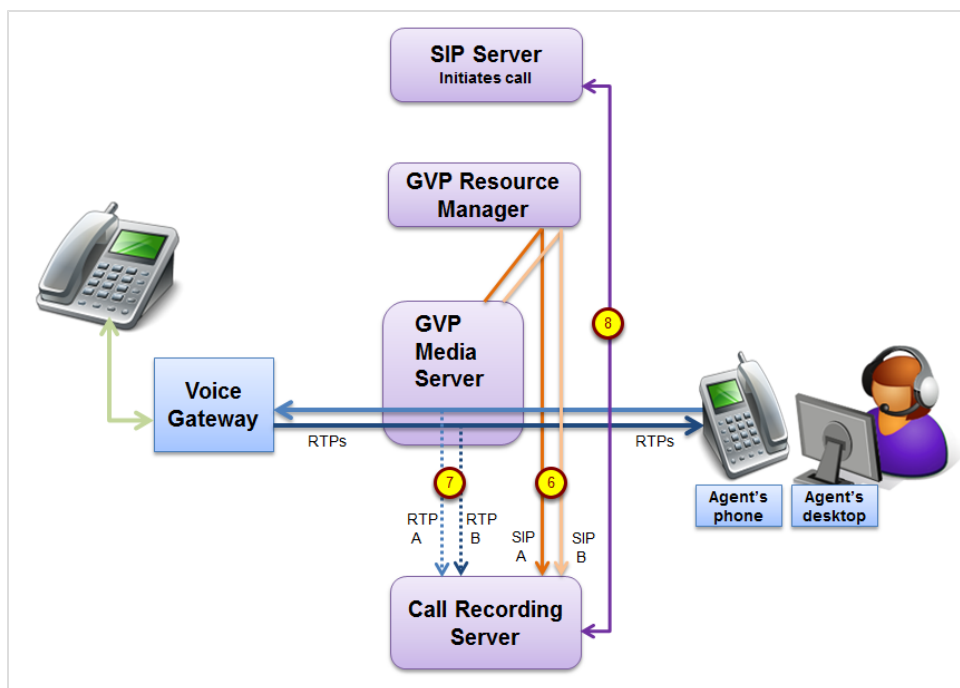 SIP Server
Initiates call
GVP Resource
Manager
GVP
Media
Server
8
Voice
Gateway
RTPs
RTPs
7
6
Agent's
phone
Agent's
desktop
RTP
A
RTP
B
SIP
A
SIP
B
Call Recording
Server